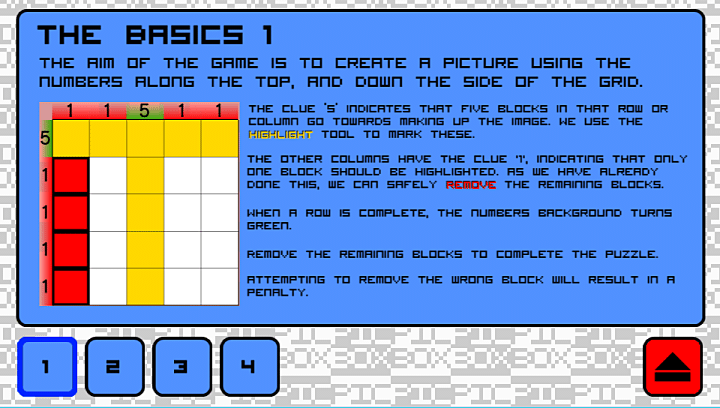 THE BASICS 1
THE AIM OF THE GAME IS TO CREATE A PICTURE USING THE
NUMBERS ALONG THE TOP, AND DOWN THE SIDE OF THE GRID.
1 1 5 1 1
5
1
1
1
1
THE CLUE '5' INDICATES THAT FIVE BLOCKS IN THAT ROW OR
COLUMN GO TOWARDS MAKING UP THE IMAGE. WE USE THE
HIGHLIGHT TOOL TO MARK THESE.
THE OTHER COLUMNS HAVE THE CLUE '1', INDICATING THAT ONLY
ONE BLOCK SHOULD BE HIGHLIGHTED. AS WE HAVE ALREADY
DONE THIS, WE CAN SAFELY REMOVE THE REMAINING BLOCKS.
WHEN A ROW IS COMPLETE, THE NUMBERS BACKGROUND TURNS
GREEN.
REMOVE THE REMAINING BLOCKS TO COMPLETE THE PUZZLE.
ATTEMPTING TO REMOVE THE WRONG BLOCK WILL RESULT IN A
PENALTY.
1 2 3 4